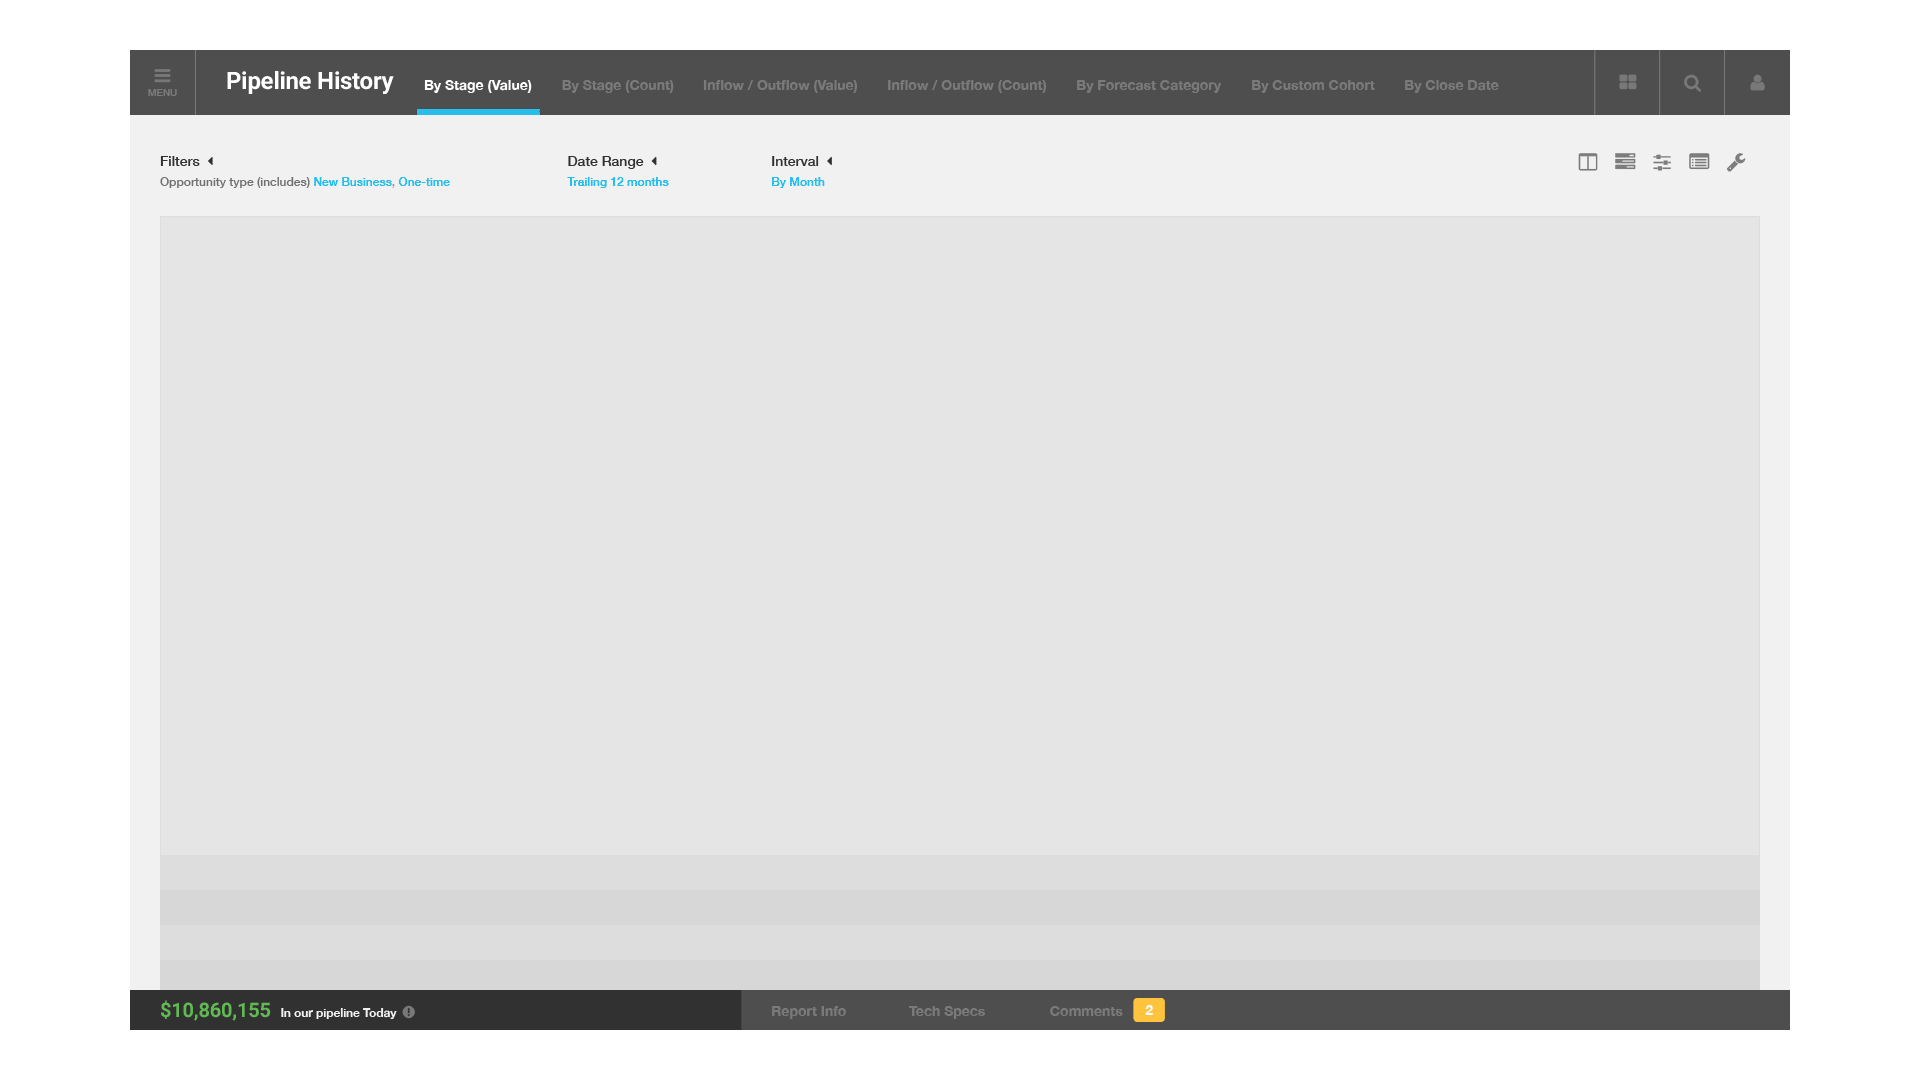 MENU
Pipeline History
By Stage (Value)
By Stage (Count)
Inflow / Outflow (Value)
Inflow / Outflow (Count)
By Forecast Category
By Custom Cohort
By Close Date
Filters
Opportunity type (includes) New Business, One-time
Date Range
Trailing 12 months
Interval
By Month
$10,860,155 In our pipeline Today
Report Info
Tech Specs
Comments 2